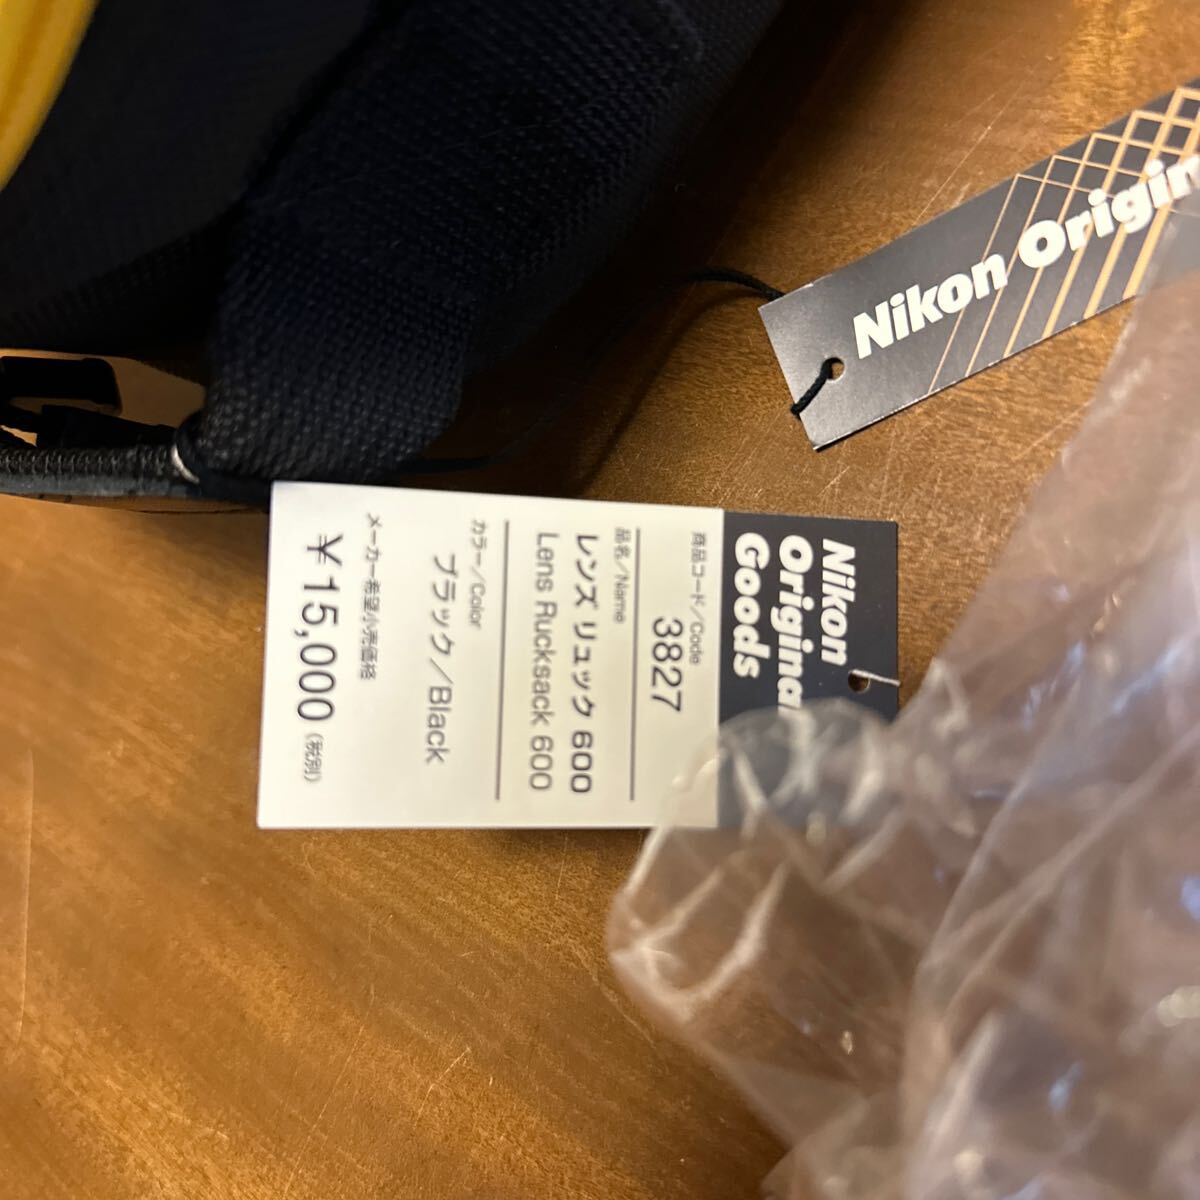 Nikon
Original
Goods
商品コード/Code
3827
品名/Name
レンズ リュック 600
Lens Rucksack 600
カラー/Color
ブラック/Black
メーカー希望小売価格
¥15,000(税別)
Nikon Origin